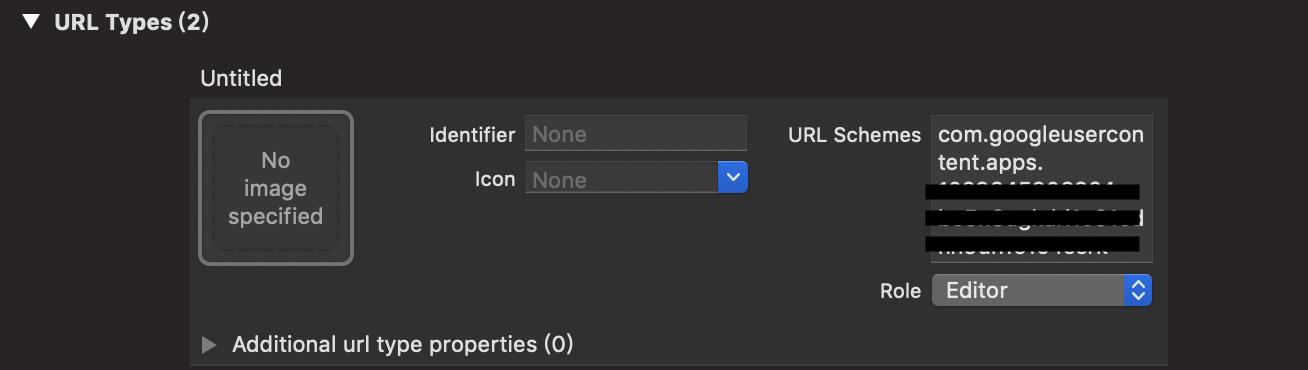 URL Types (2)
Untitled
No
image
specified
Identifier
None
Icon
None
URL Schemes
com.googleusercon
tent.apps.
Role
Editor
Additional url type properties (0)